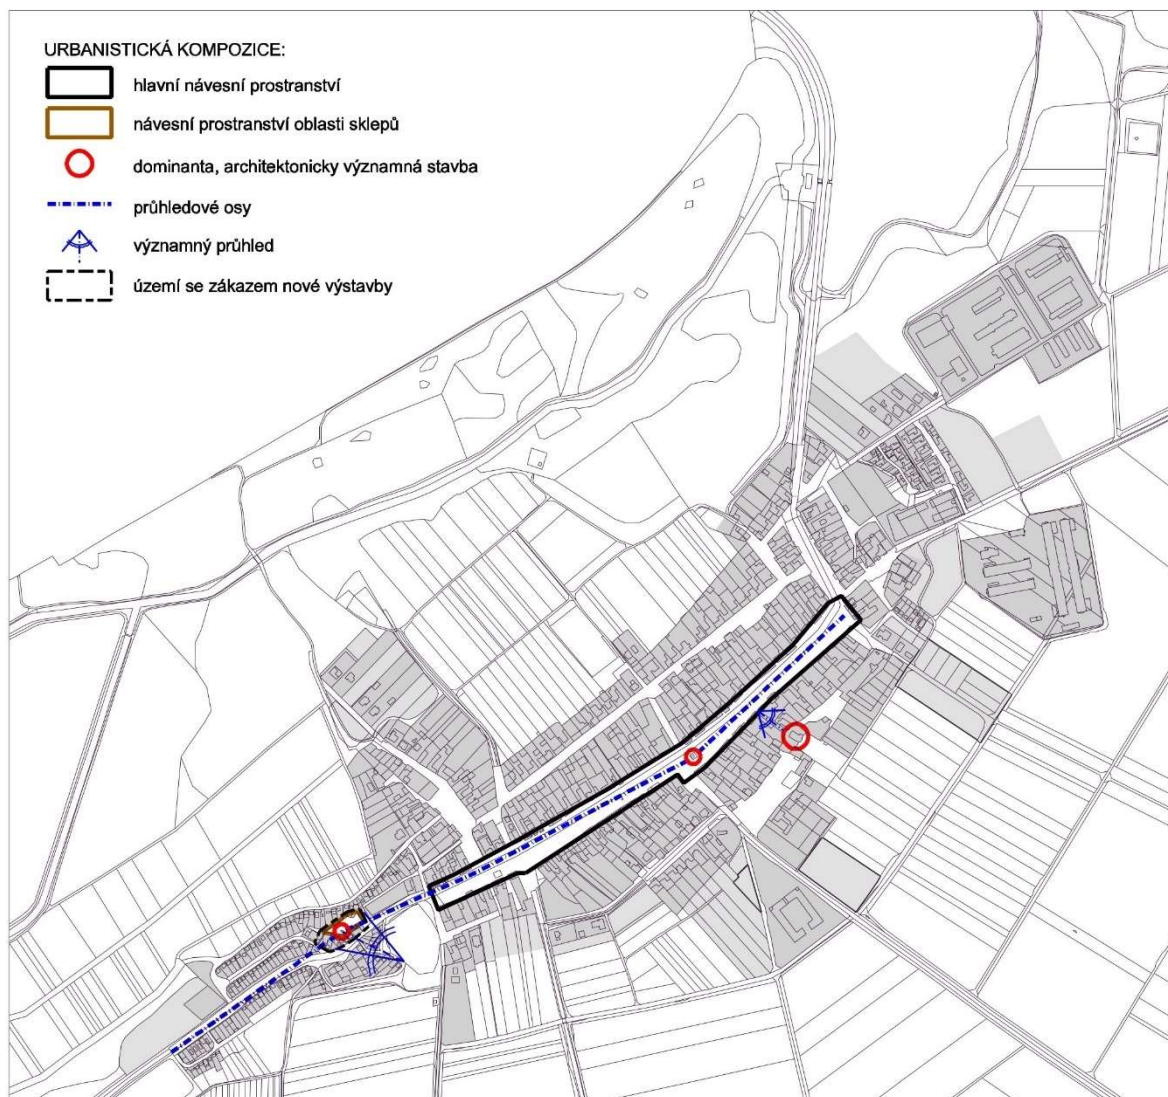 URBANISTICKÁ KOMPOZICE:
hlavní návesní prostranství
návesní prostranství oblasti sklepů
dominanta, architektonicky významná stavba
průhledové osy
významný průhled
území se zákazem nové výstavby